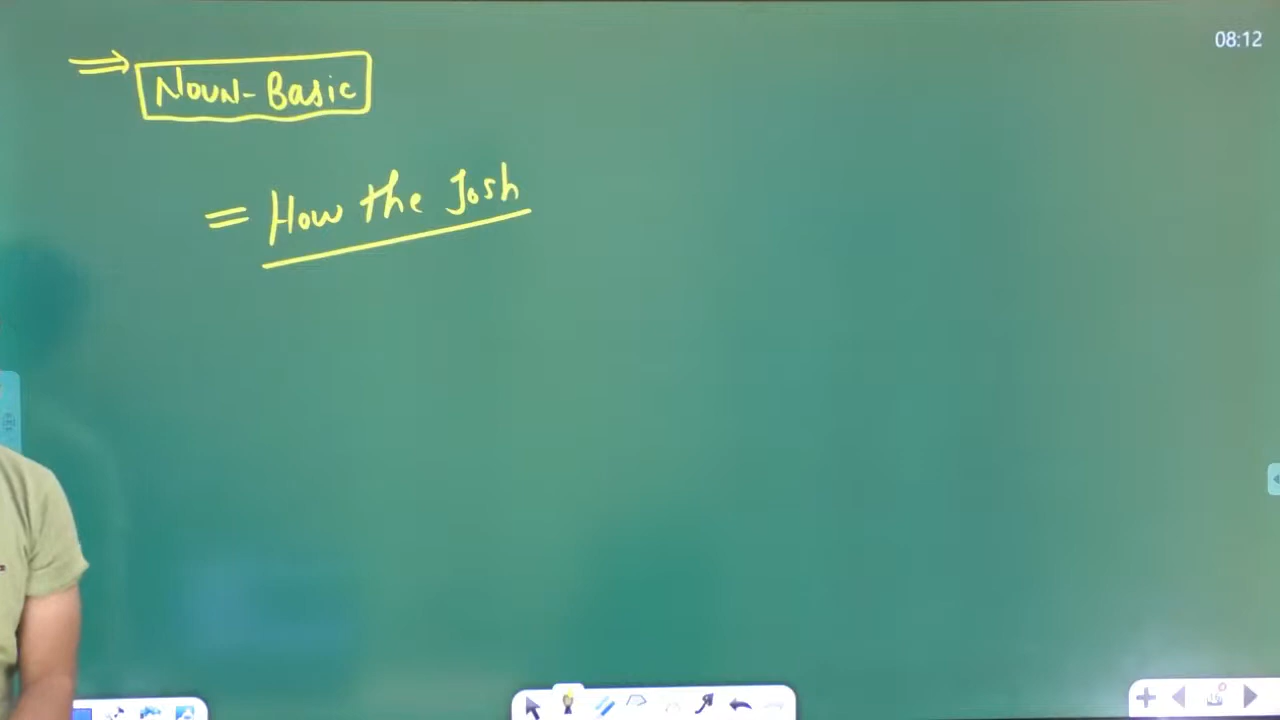 08:12
⇒ Noun-Basic
= How the Josh